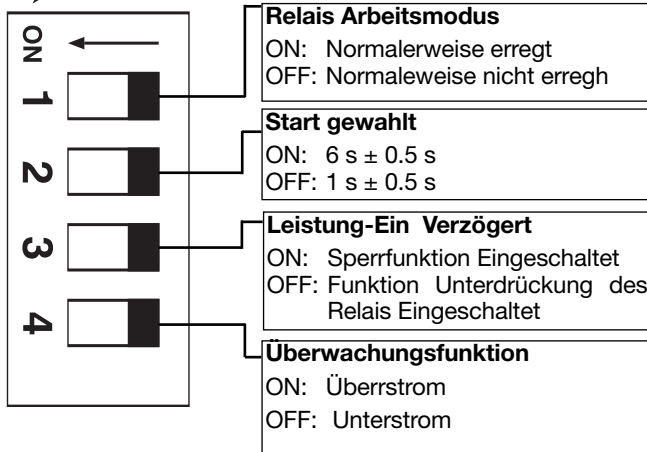 ON
1
2
3
4
Relais Arbeitsmodus
ON: Normalerweise erregt
OFF: Normaleweise nicht erregh
Start gewahlt
ON: 6 s ± 0.5 s
OFF: 1 s ± 0.5 s
Leistung-Ein Verzögert
ON: Sperrfunktion Eingeschaltet
OFF: Funktion Unterdrückung des
Relais Eingeschaltet
Überwachungsfunktion
ON: Überrstrom
OFF: Unterstrom